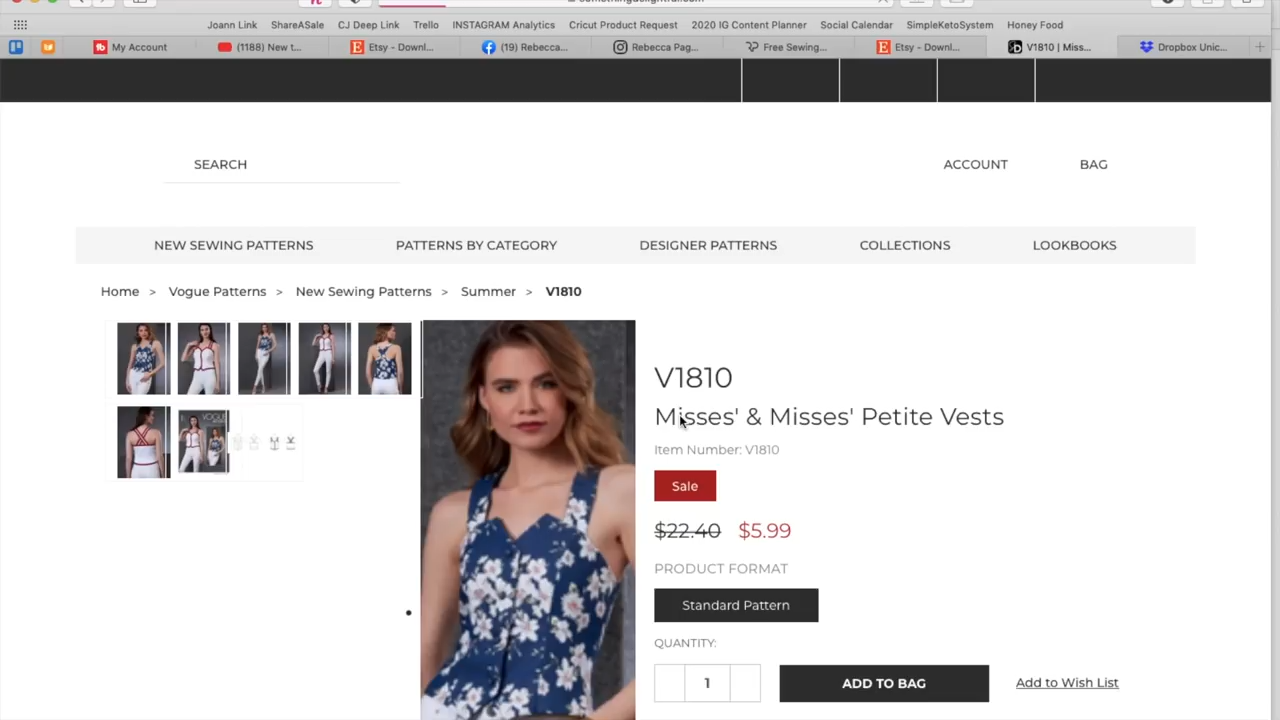 Joann Link ShareASale CJ Deep Link Trello INSTAGRAM Analytics Cricut Product Request 2020 IG Content Planner Social Calendar SimpleKetoSystem Honey Food
My Account (1188) New t... Etsy - Downl... (19) Rebecca... Rebecca Pag... Free Sewing... Etsy - Downl... V1810 | Miss... Dropbox Unic...
SEARCH ACCOUNT BAG
NEW SEWING PATTERNS PATTERNS BY CATEGORY DESIGNER PATTERNS COLLECTIONS LOOKBOOKS
Home > Vogue Patterns > New Sewing Patterns > Summer > V1810
V1810
Misses' & Misses' Petite Vests
Item Number: V1810
Sale
$22.40 $5.99
PRODUCT FORMAT
Standard Pattern
QUANTITY:
1 ADD TO BAG Add to Wish List